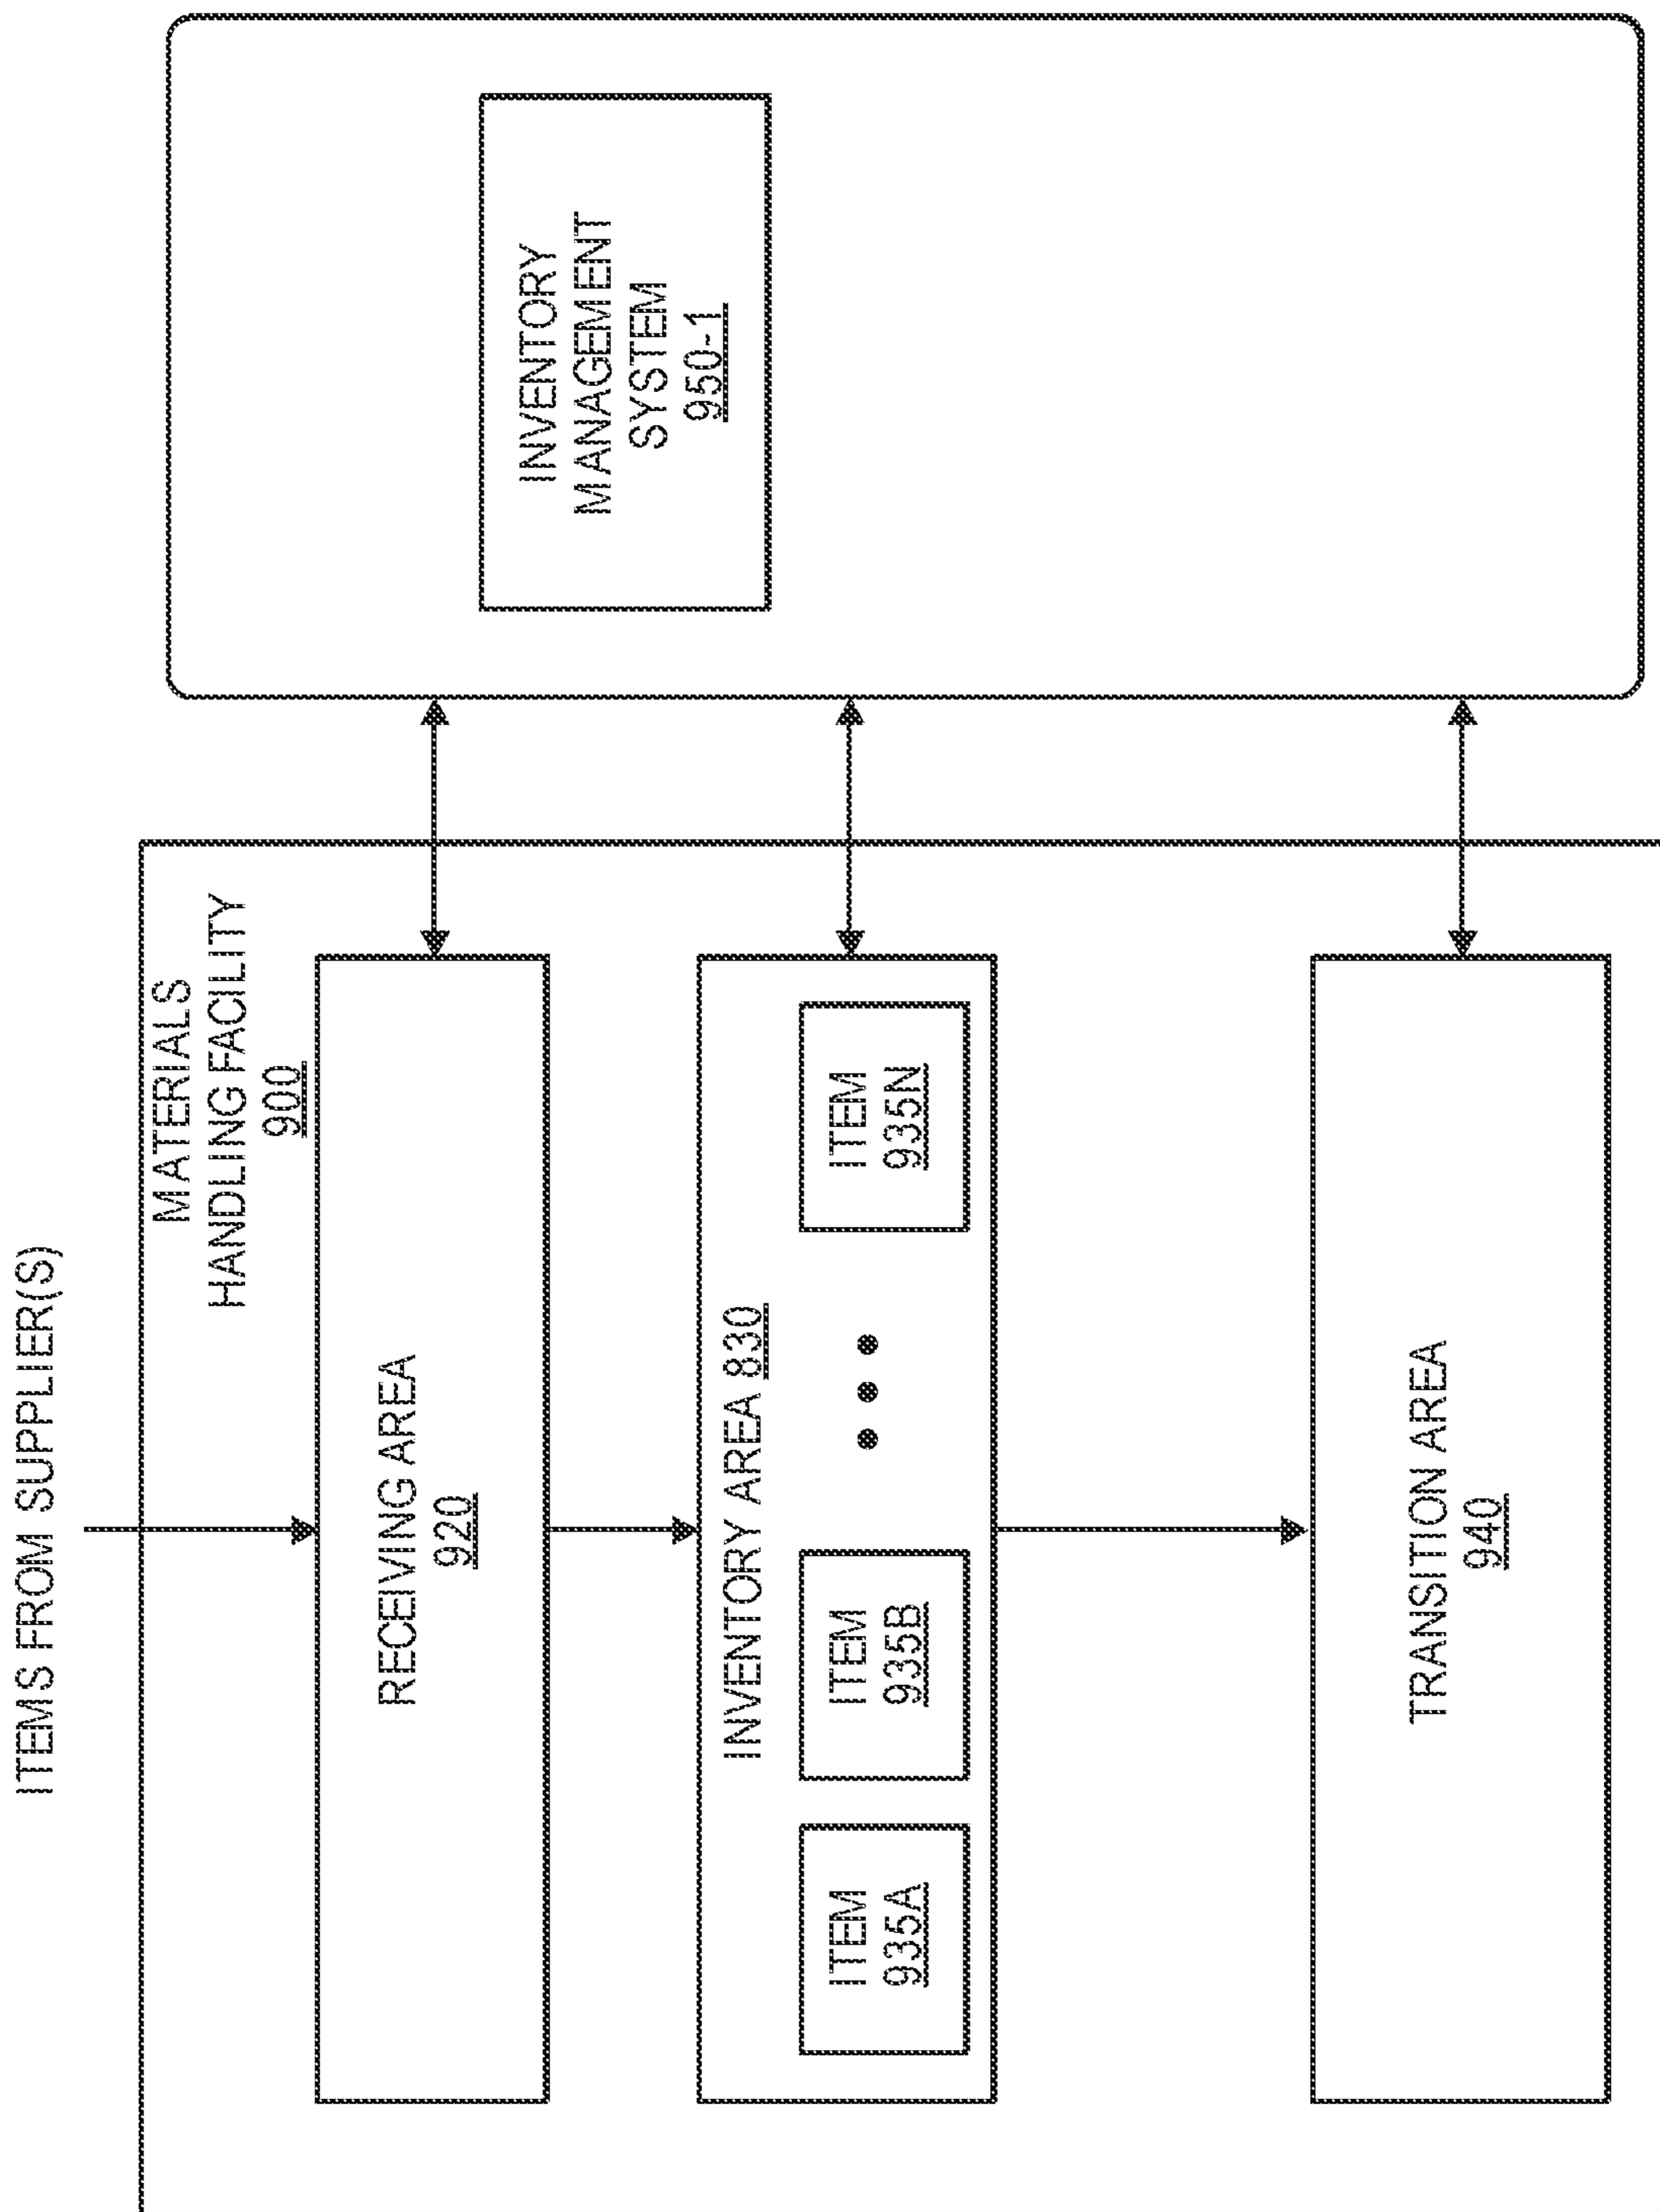 ITEMS FROM SUPPLIER(S)
MATERIALS
HANDLING FACILITY
900
RECEIVING AREA
920
INVENTORY AREA 830
ITEM
935A
ITEM
935B
ITEM
935N
TRANSITION AREA
940
INVENTORY
MANAGEMENT
SYSTEM
950-1